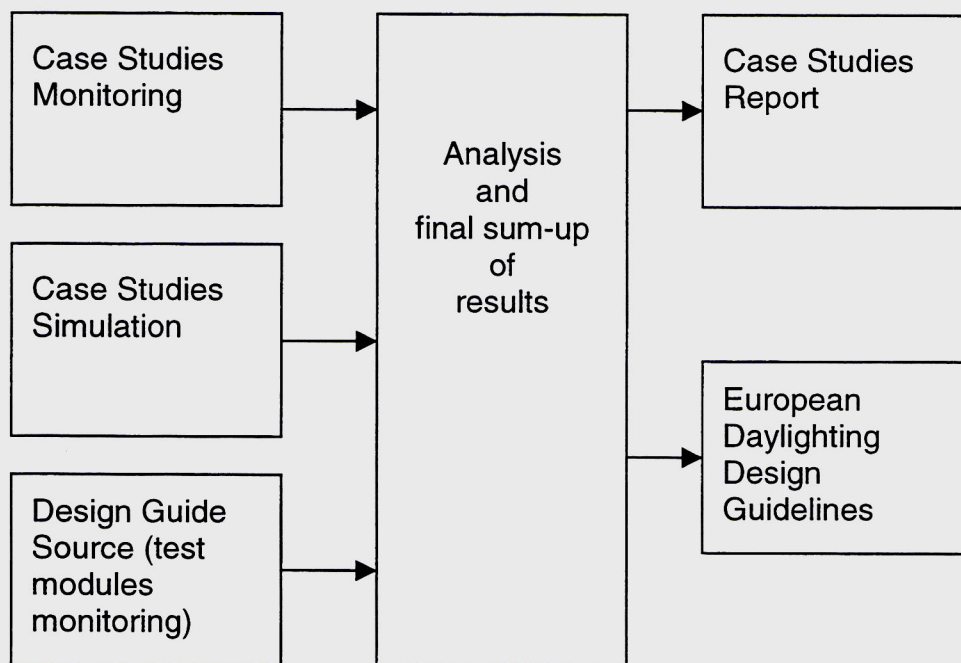 Case Studies
Monitoring
Case Studies
Simulation
Design Guide
Source (test
modules
monitoring)
Analysis
and
final sum-up
of
results
Case Studies
Report
European
Daylighting
Design
Guidelines